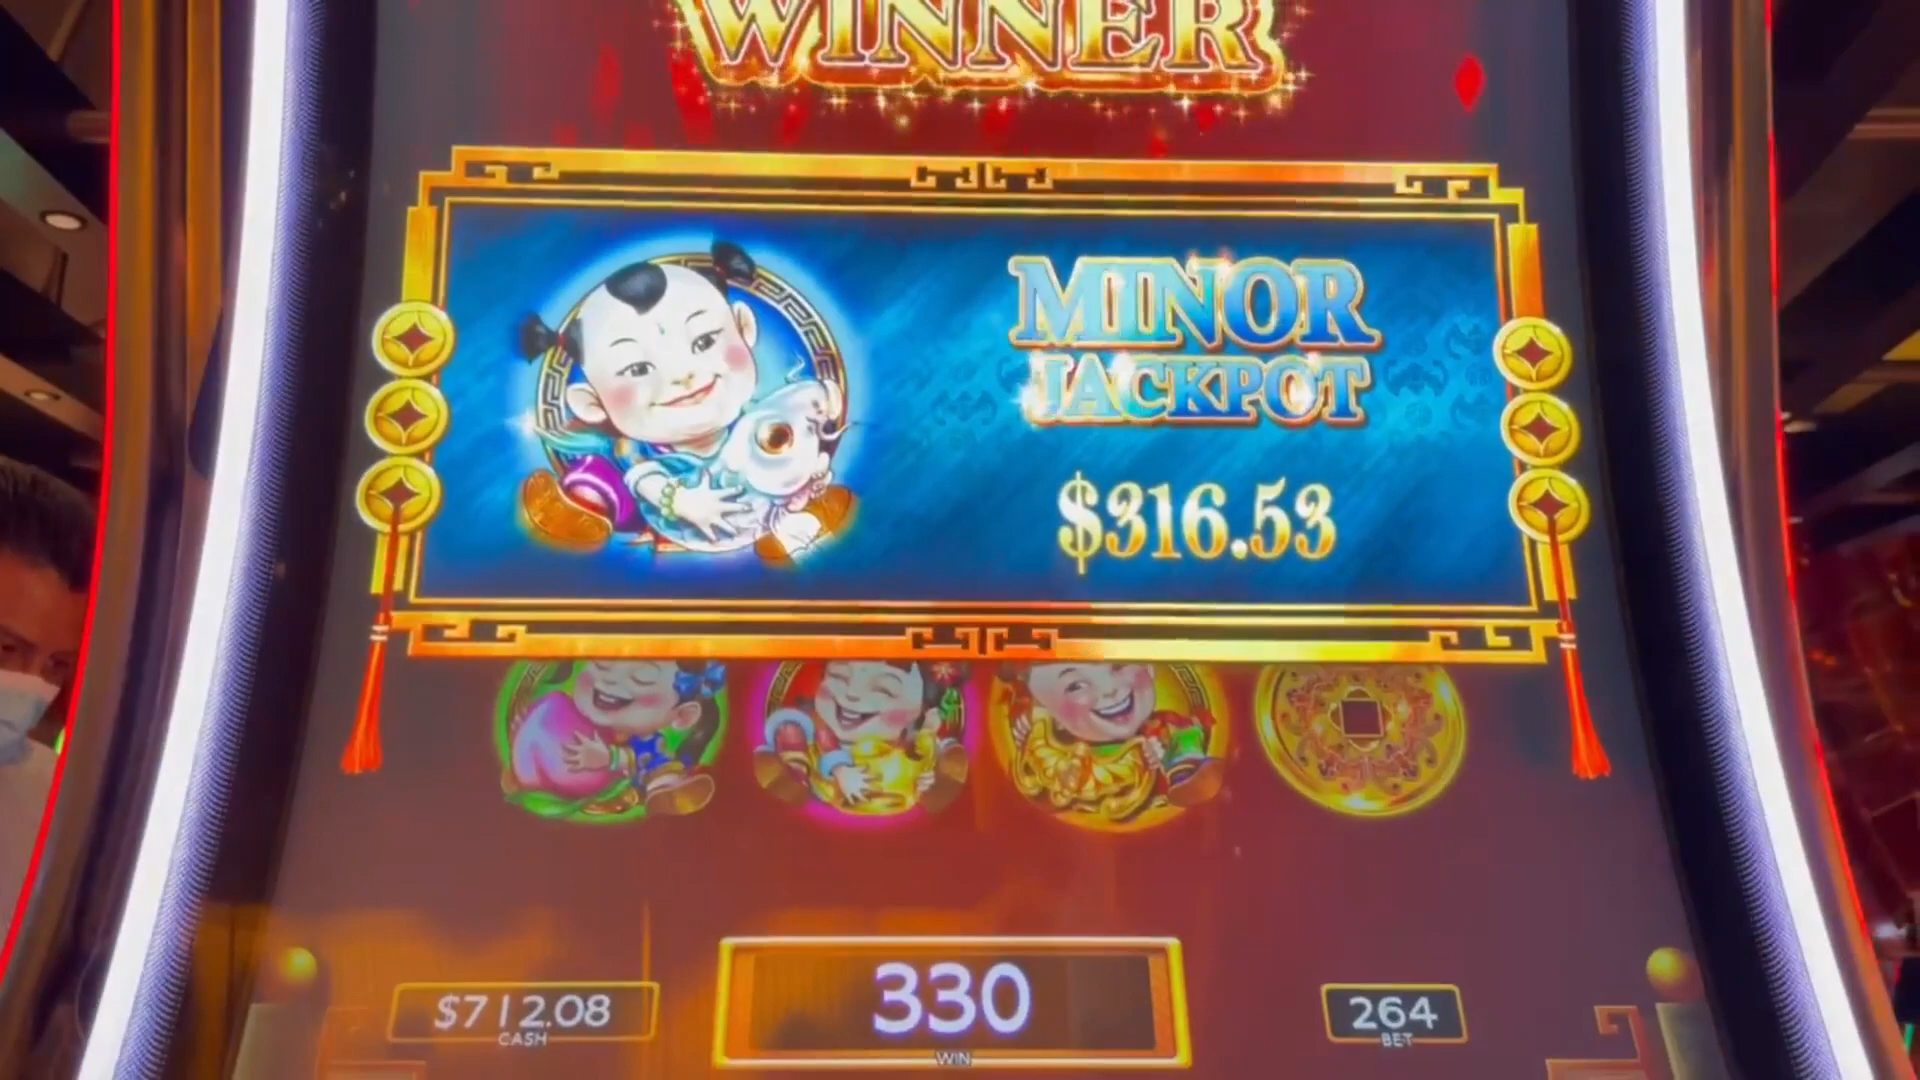 WINNER
MINOR
JACKPOT
$316.53
$712.08
CASH
330
WIN
264
BET